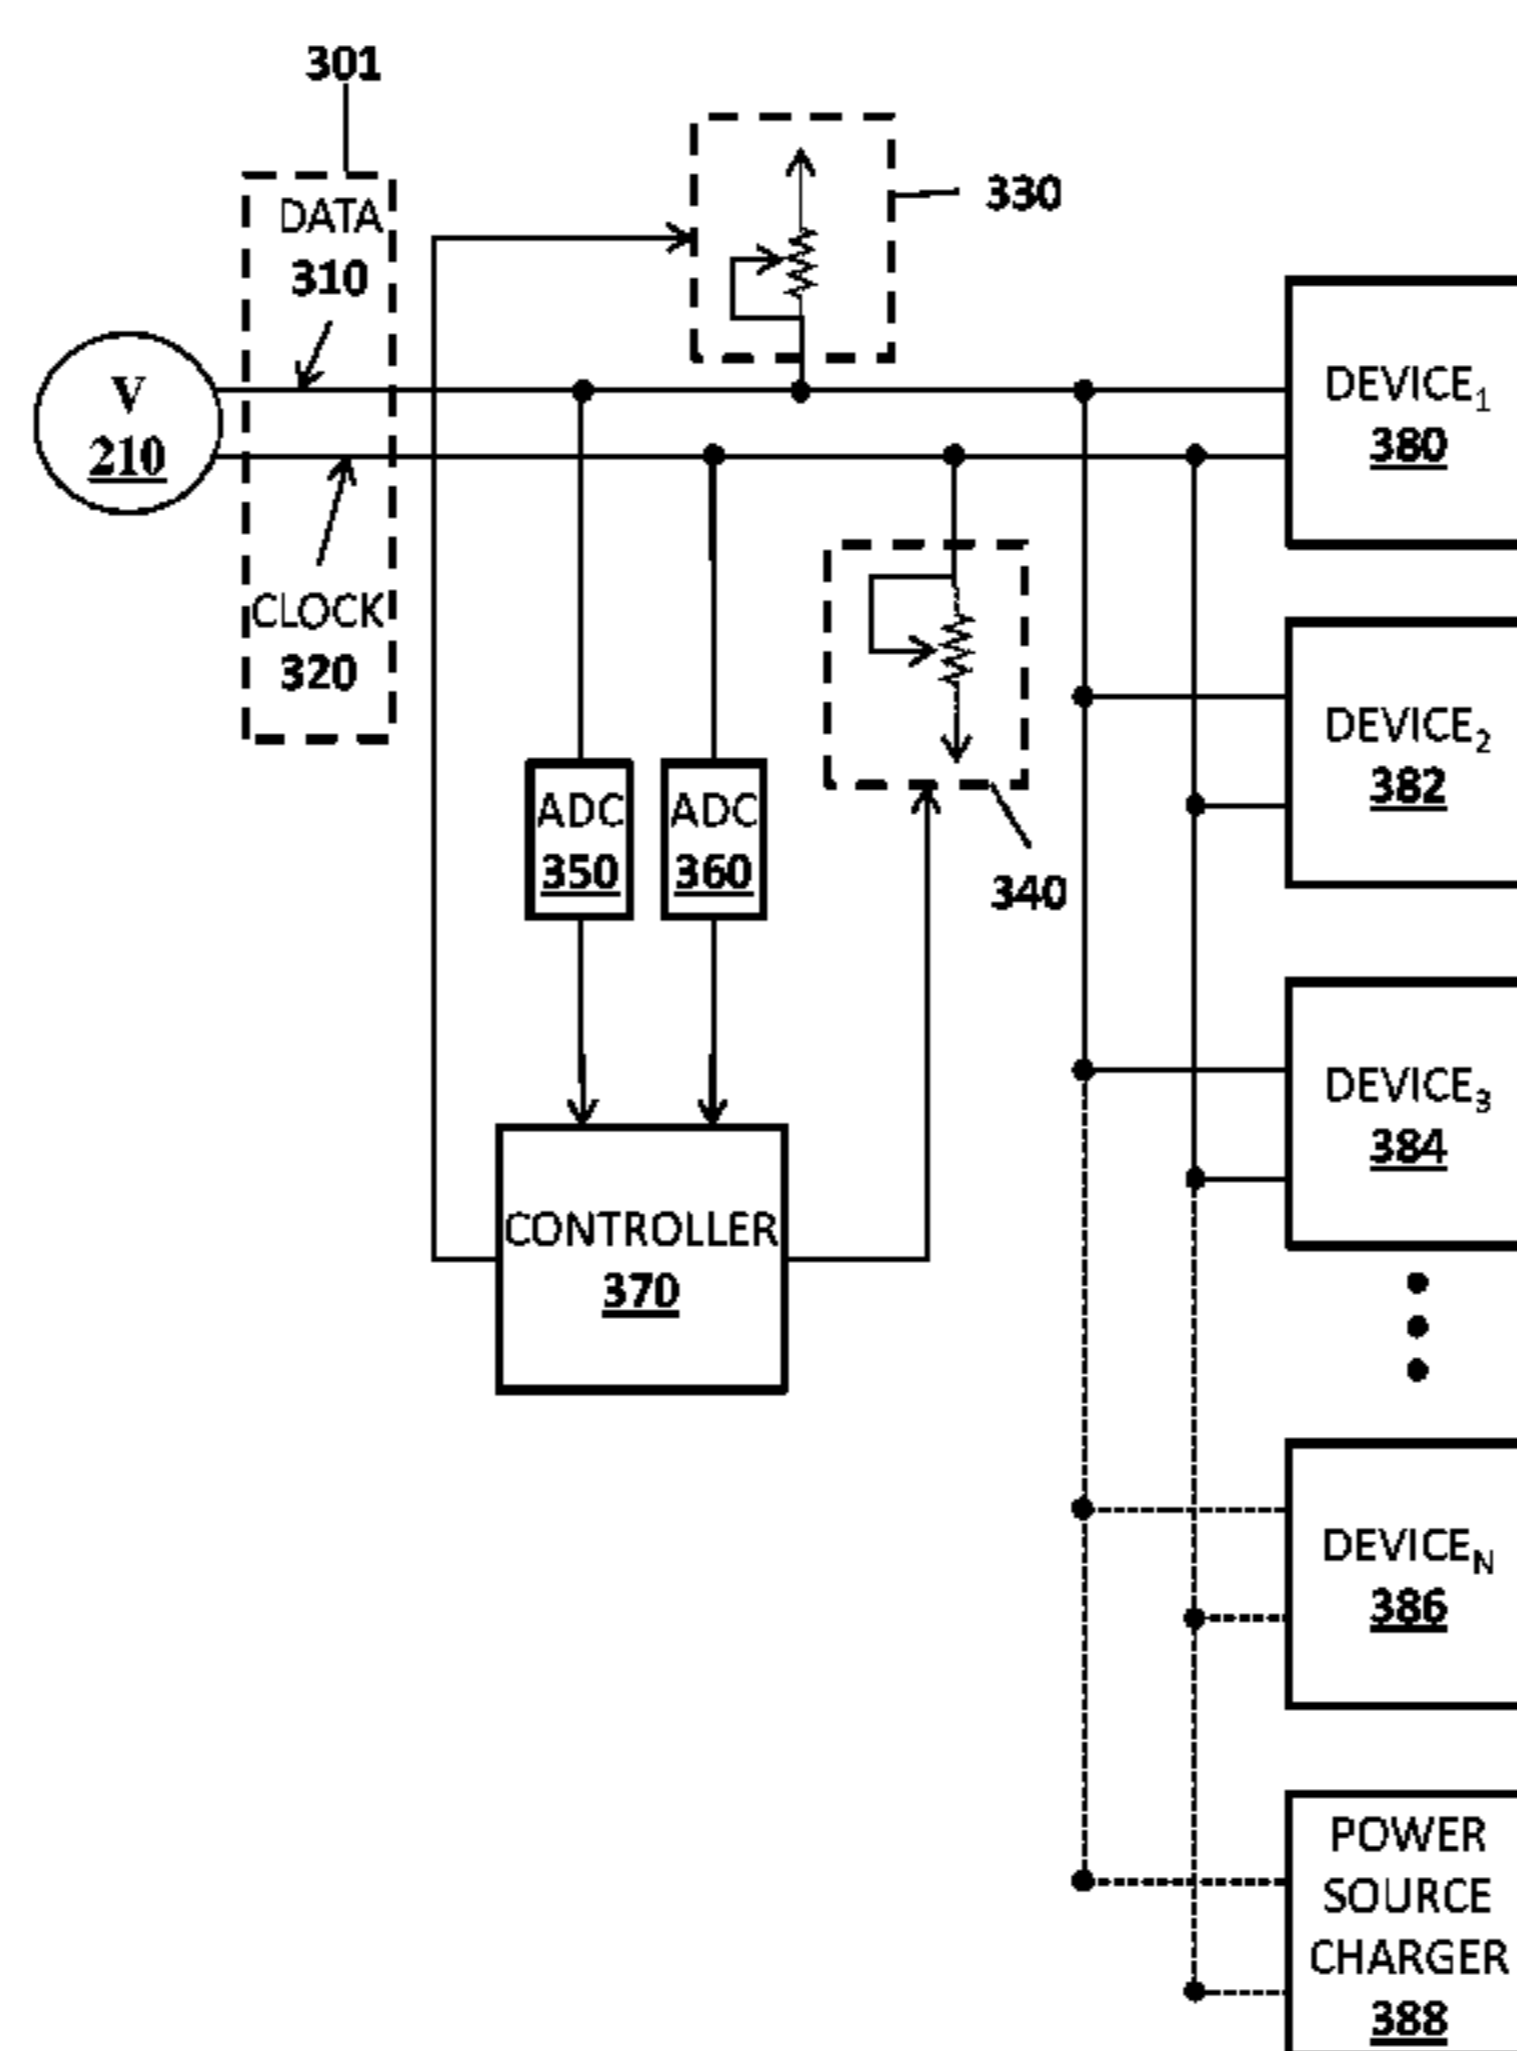 301
DATA
310
330
V
210
CLOCK
320
DEVICE1
380
ADC
350
ADC
360
340
DEVICE2
382
DEVICE3
384
CONTROLLER
370
DEVICEN
386
POWER
SOURCE
CHARGER
388